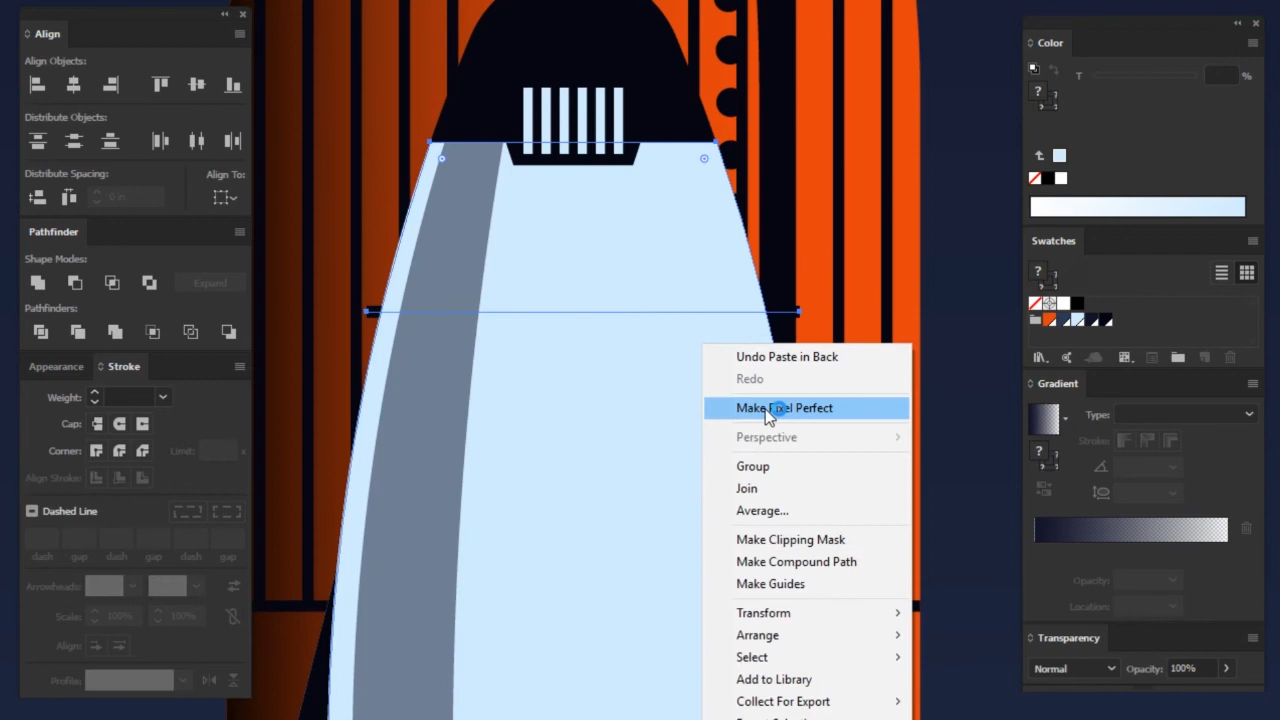 Align
Align Objects:
Distribute Objects:
Distribute Spacing:
Align To:
0 in
Pathfinder
Shape Modes:
Expand
Pathfinders:
Appearance
Stroke
Weight:
Cap:
Corner:
Limit:
x
Align Stroke:
Dashed Line
dash
gap
dash
gap
dash
gap
Arrowheads:
Scale:
100%
100%
Align:
Profile:
Undo Paste in Back
Redo
Make Pixel Perfect
Perspective
Group
Join
Average...
Make Clipping Mask
Make Compound Path
Make Guides
Transform
Arrange
Select
Add to Library
Collect For Export
Color
T
%
?
Swatches
?
Gradient
Type:
Stroke:
?
Opacity:
Location:
Transparency
Normal
Opacity:
100%